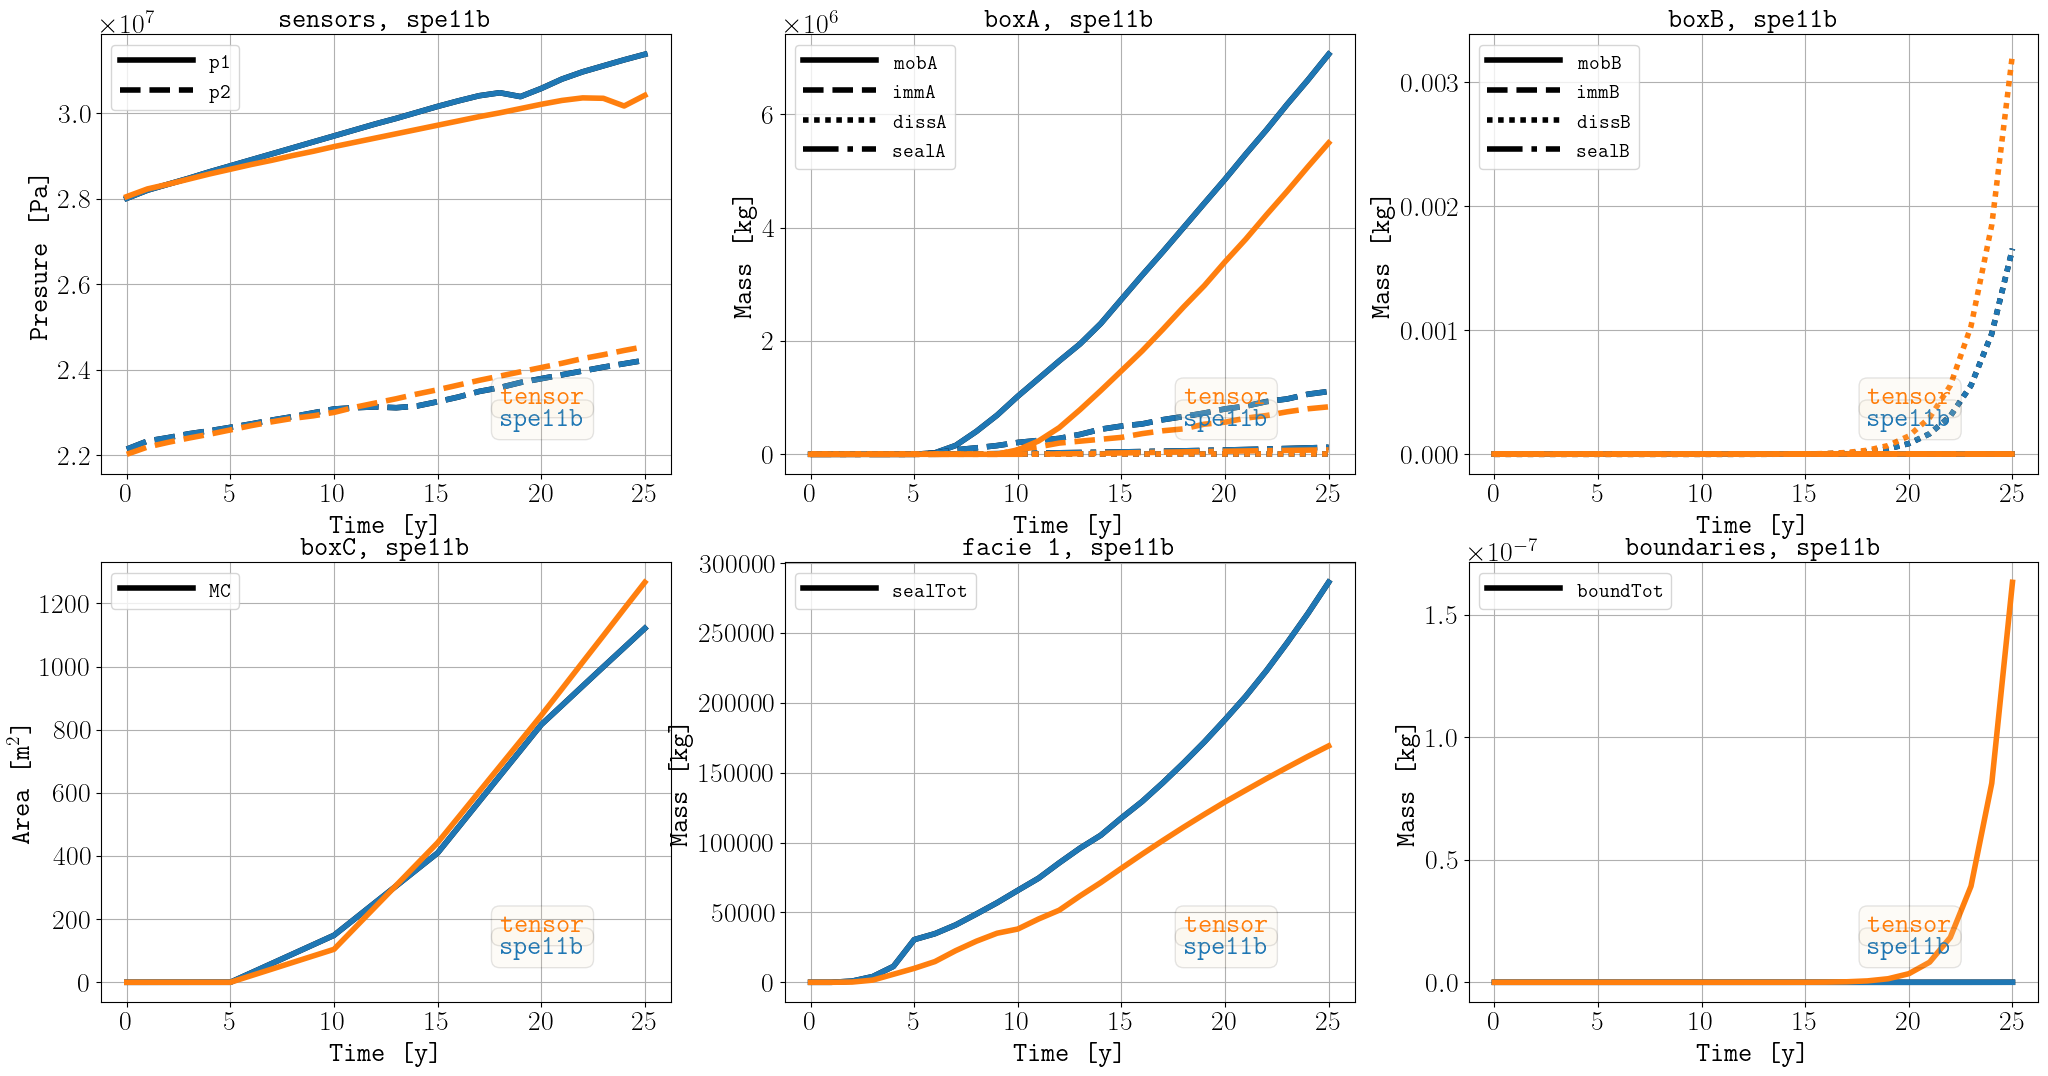 sensors, spe11b
×10⁷
p1
p2
3.0
2.8
2.6
2.4
2.2
Presure [Pa]
tensor
spe11b
0 5 10 15 20 25
Time [y]
boxA, spe11b
×10⁶
mobA
immA
dissA
sealA
6
4
2
0
Mass [kg]
tensor
spe11b
0 5 10 15 20 25
Time [y]
boxB, spe11b
mobB
immB
dissB
sealB
0.003
0.002
0.001
0.000
Mass [kg]
tensor
spe11b
0 5 10 15 20 25
Time [y]
boxC, spe11b
MC
1200
1000
800
600
400
200
0
Area [m²]
tensor
spe11b
0 5 10 15 20 25
Time [y]
facie 1, spe11b
sealTot
300000
250000
200000
150000
100000
50000
0
Mass [kg]
tensor
spe11b
0 5 10 15 20 25
Time [y]
boundaries, spe11b
×10⁻⁷
boundTot
1.5
1.0
0.5
0.0
Mass [kg]
tensor
spe11b
0 5 10 15 20 25
Time [y]